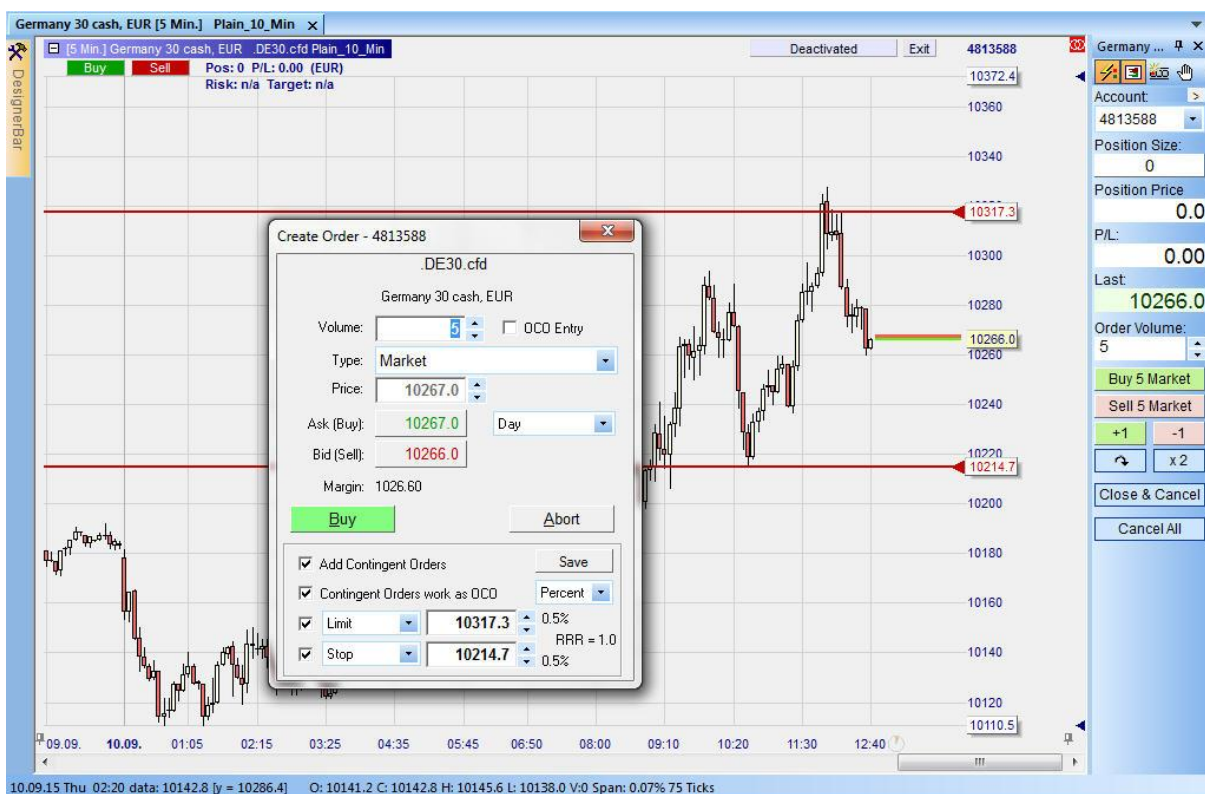 Germany 30 cash, EUR [5 Min.] Plain_10_Min x
DesignerBar
[5 Min.] Germany 30 cash, EUR .DE30.cfd Plain_10_Min
Deactivated Exit 4813588
Buy Sell Pos: 0 P/L: 0.00 (EUR)
Risk: n/a Target: n/a
10372.4
10360
10340
10317.3
10300
10280
10266.0
10260
10240
10220
10214.7
10200
10180
10160
10140
10120
10110.5
Create Order - 4813588
.DE30.cfd
Germany 30 cash, EUR
Volume: 5 OCO Entry
Type: Market
Price: 10267.0
Ask (Buy): 10267.0 Day
Bid (Sell): 10266.0
Margin: 1026.60
Buy Abort
Add Contingent Orders Save
Contingent Orders work as OCO Percent
Limit 10317.3 0.5%
RRR = 1.0
Stop 10214.7 0.5%
09.09. 10.09. 01:05 02:15 03:25 04:35 05:45 06:50 08:00 09:10 10:20 11:30 12:40
Germany ...
Account: >
4813588
Position Size:
0
Position Price
0.0
P/L:
0.00
Last:
10266.0
Order Volume:
5
Buy 5 Market
Sell 5 Market
+1 -1
x 2
Close & Cancel
Cancel All
10.09.15 Thu 02:20 data: 10142.8 [y = 10286.4] O: 10141.2 C: 10142.8 H: 10145.6 L: 10138.0 V:0 Span: 0.07% 75 Ticks